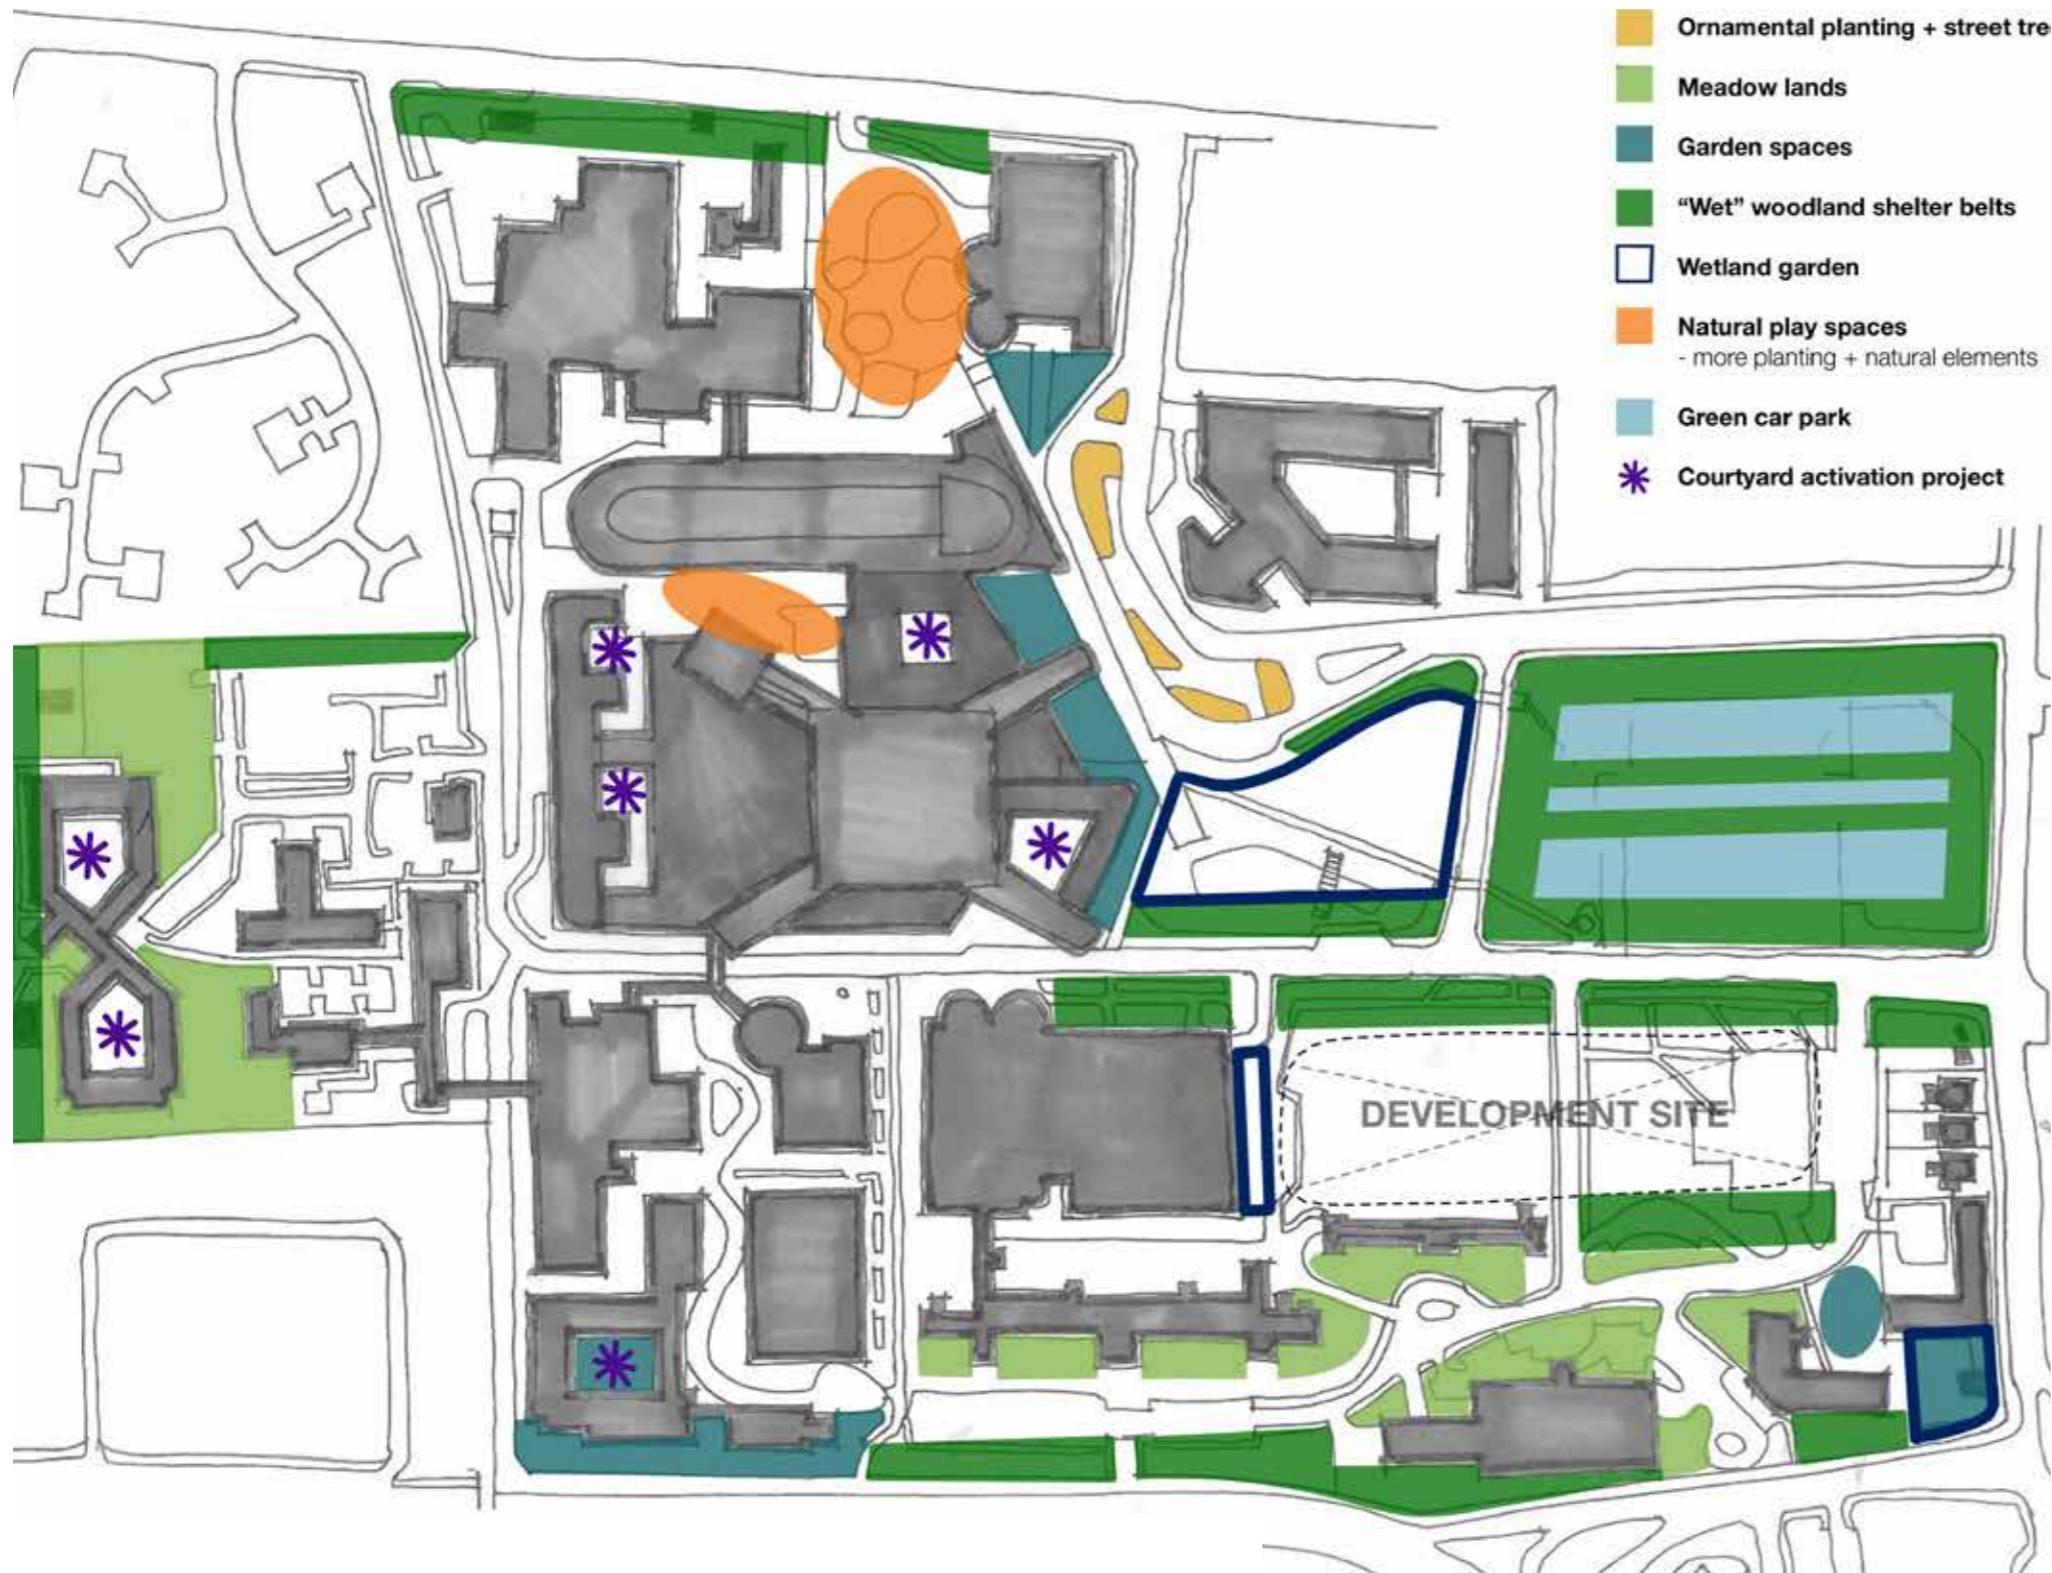 Ornamental planting + street tre
Meadow lands
Garden spaces
“Wet” woodland shelter belts
Wetland garden
Natural play spaces
- more planting + natural elements
Green car park
Courtyard activation project
DEVELOPMENT SITE